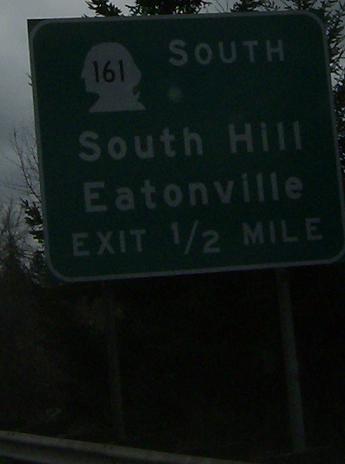 161 SOUTH
South Hill
Eatonville
EXIT 1/2 MILE